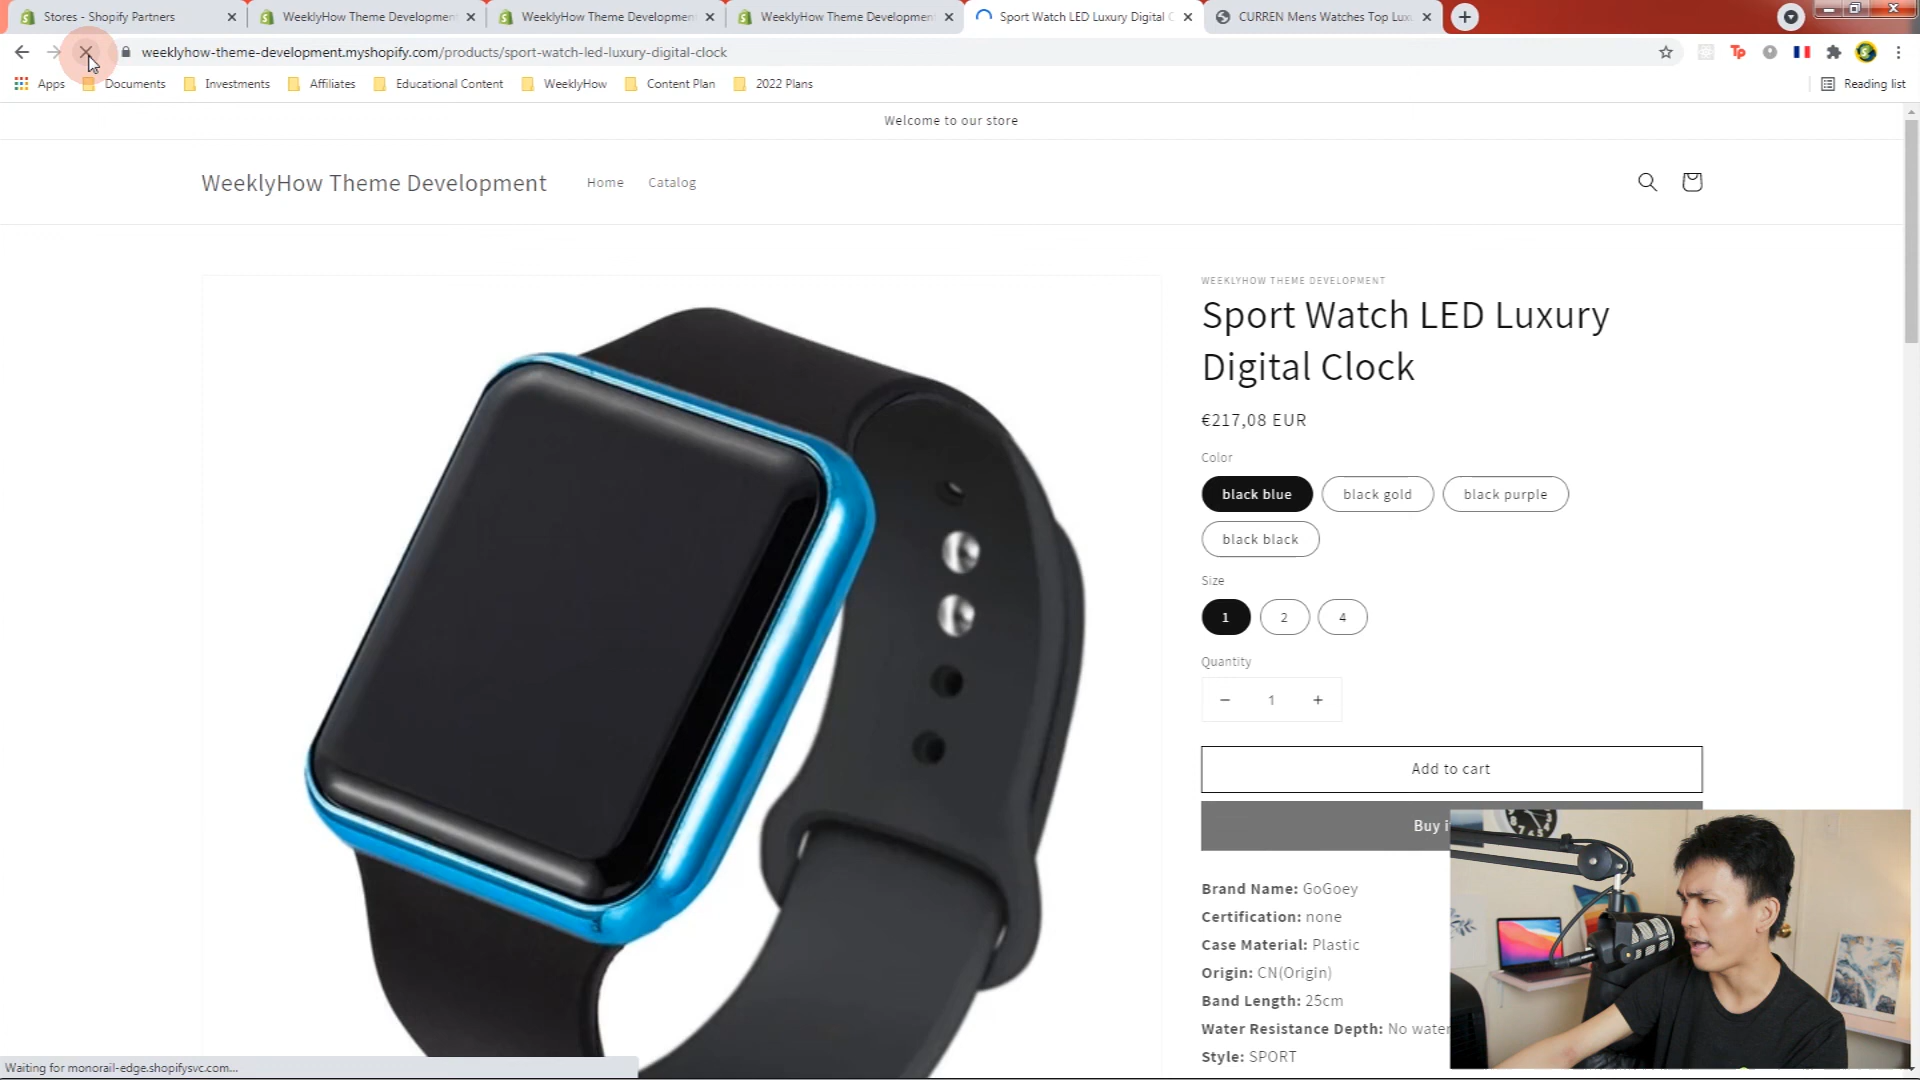 Stores - Shopify Partners
WeeklyHow Theme Development
WeeklyHow Theme Development
WeeklyHow Theme Development
Sport Watch LED Luxury Digital C
CURREN Mens Watches Top Lux
weeklyhow-theme-development.myshopify.com/products/sport-watch-led-luxury-digital-clock
Apps
Documents
Investments
Affiliates
Educational Content
WeeklyHow
Content Plan
2022 Plans
Reading list
Welcome to our store
WeeklyHow Theme Development
Home
Catalog
WEEKLYHOW THEME DEVELOPMENT
Sport Watch LED Luxury
Digital Clock
€217,08 EUR
Color
black blue
black gold
black purple
black black
Size
1
2
4
Quantity
− 1 +
Add to cart
Buy i
Brand Name: GoGoey
Certification: none
Case Material: Plastic
Origin: CN(Origin)
Band Length: 25cm
Water Resistance Depth: No water
Style: SPORT
Waiting for monorail-edge.shopifysvc.com...